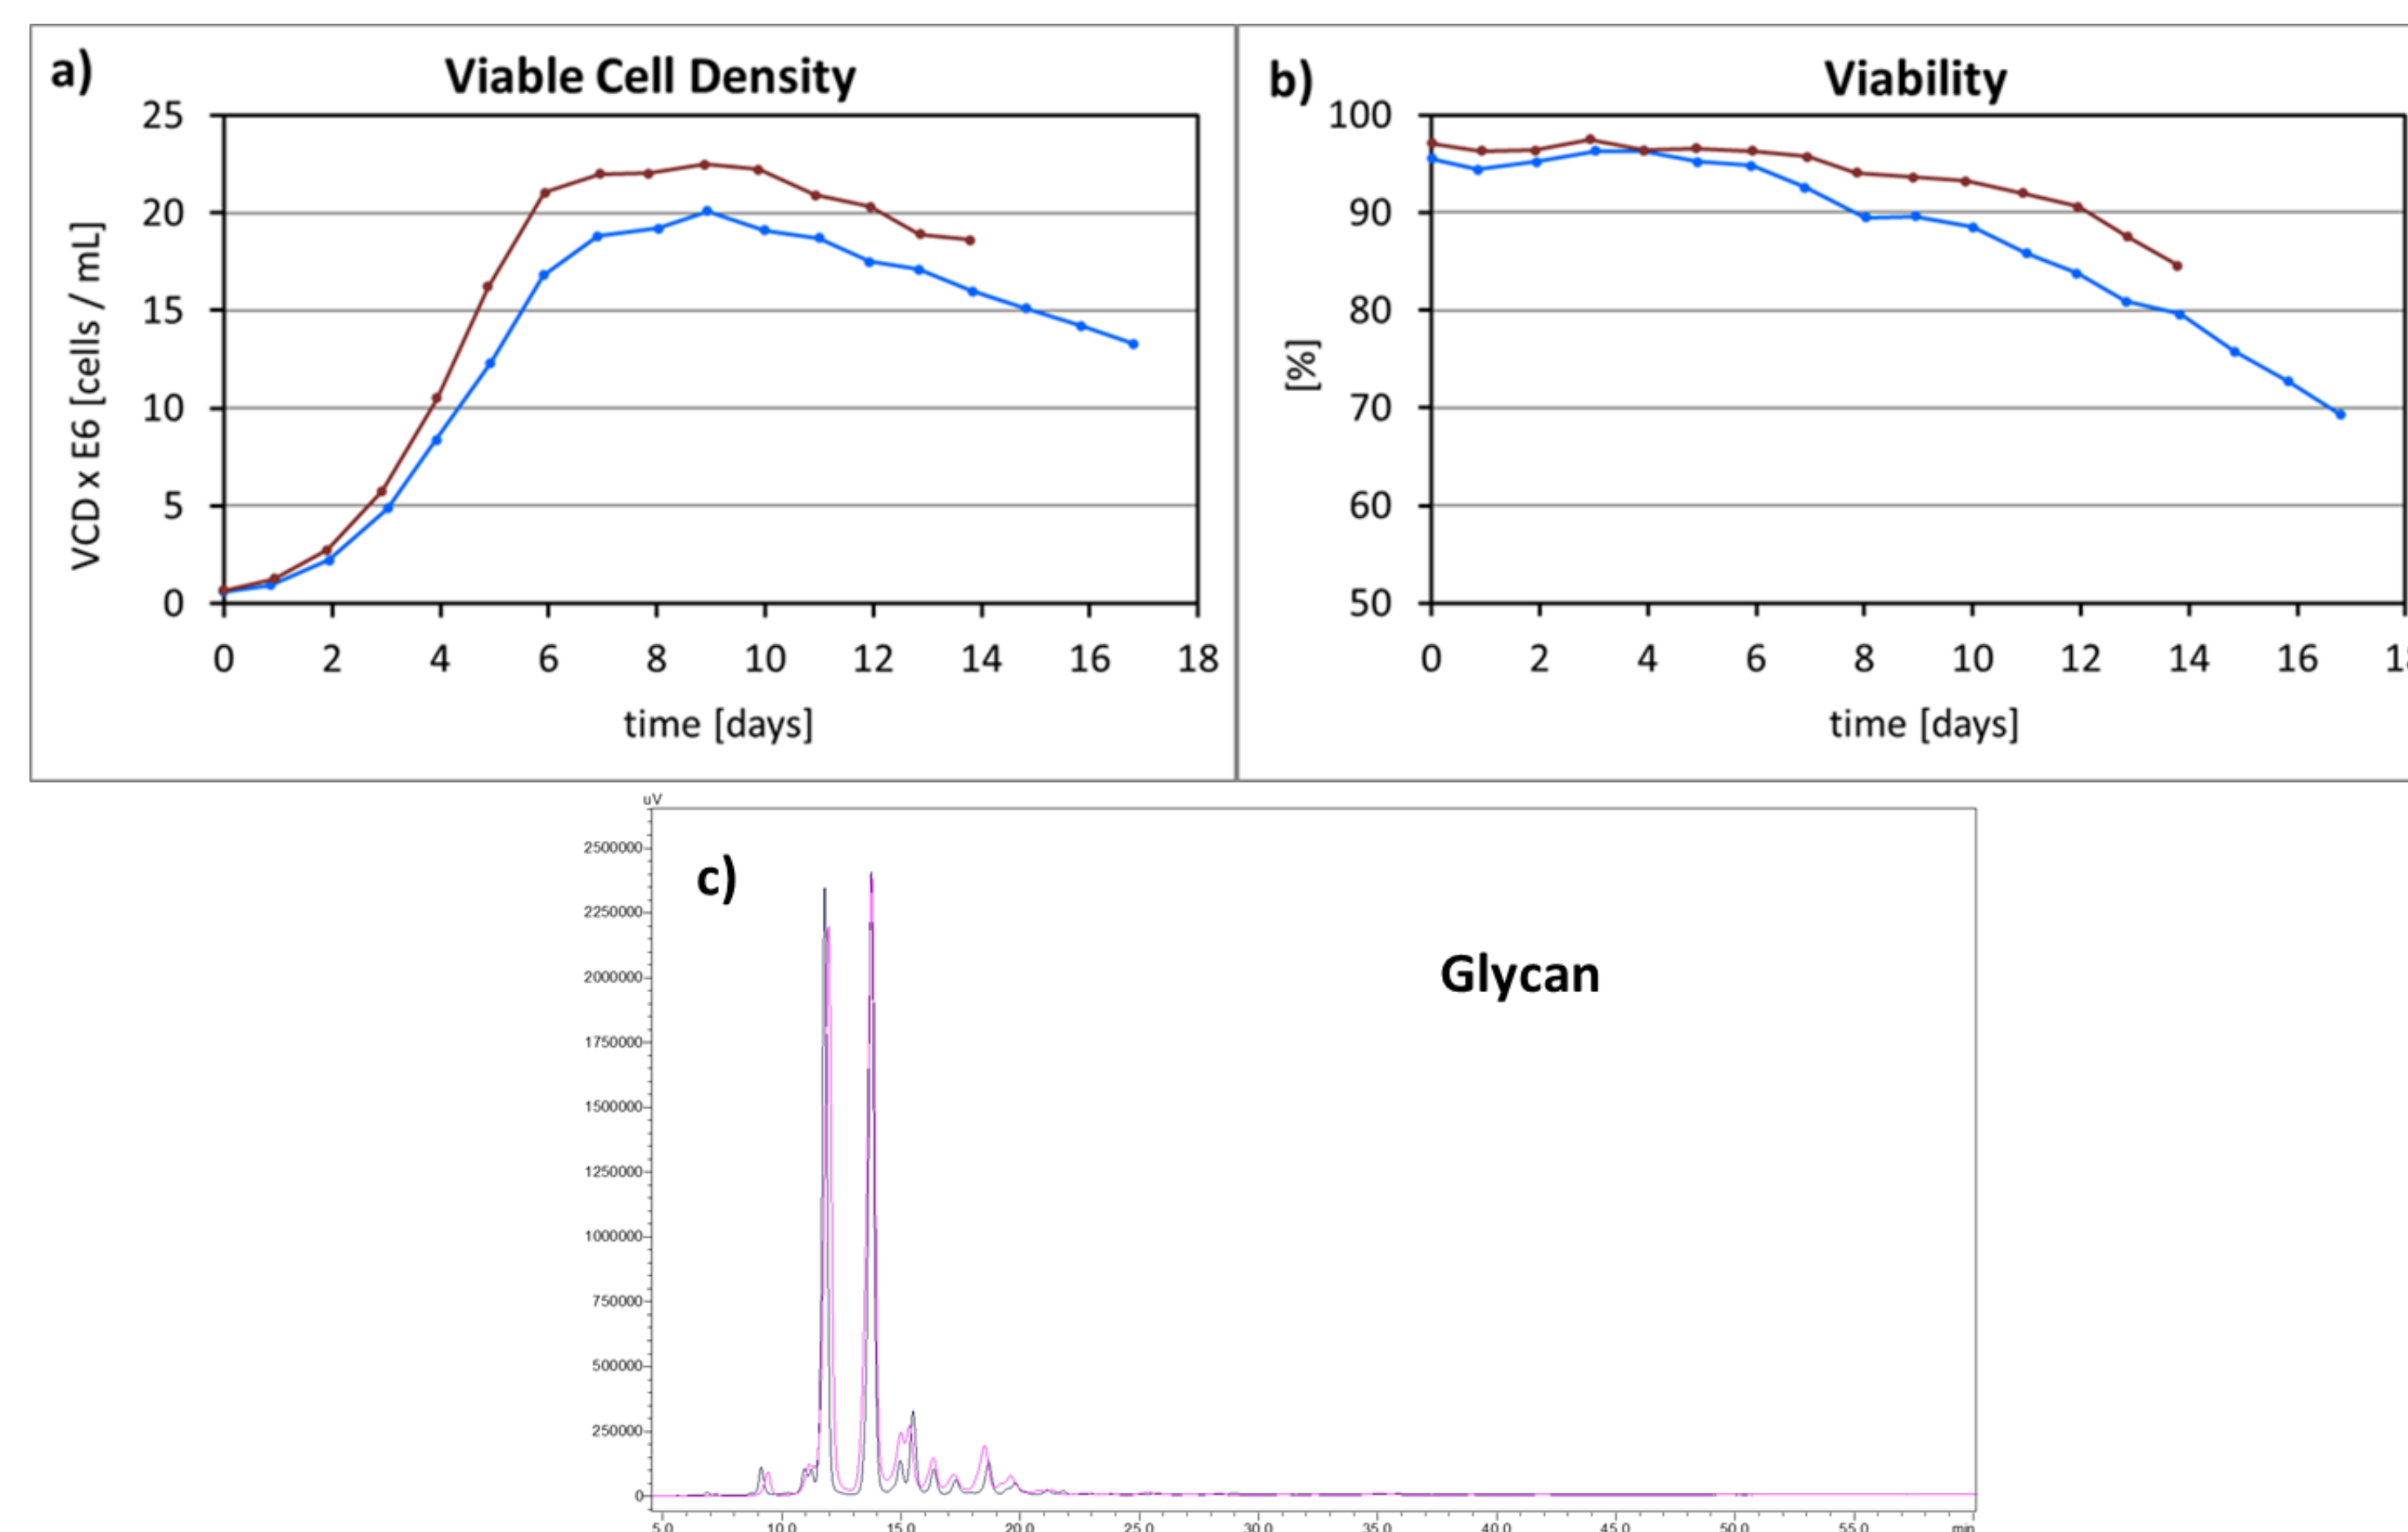 a)
Viable Cell Density
25
20
15
10
5
0
VCD x E6 [cells / mL]
0 2 4 6 8 10 12 14 16 18
time [days]
b)
Viability
100
90
80
70
60
50
[%]
0 2 4 6 8 10 12 14 16
time [days]
uV
c)
Glycan
2500000
2250000
2000000
1750000
1500000
1250000
1000000
750000
500000
250000
0
5.0 10.0 15.0 20.0 25.0 30.0 35.0 40.0 45.0 50.0 55.0 min